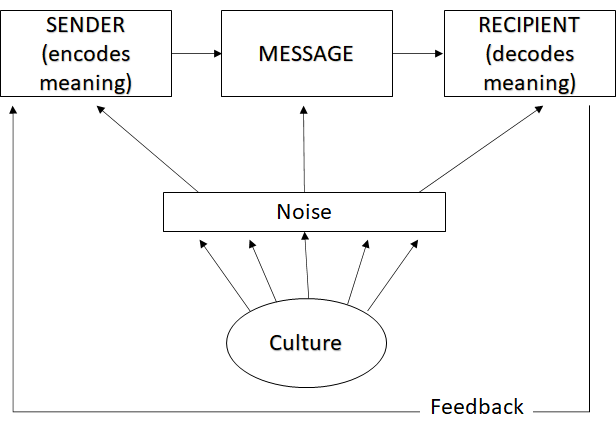 SENDER
(encodes
meaning)
MESSAGE
RECIPIENT
(decodes
meaning)
Noise
Culture
Feedback